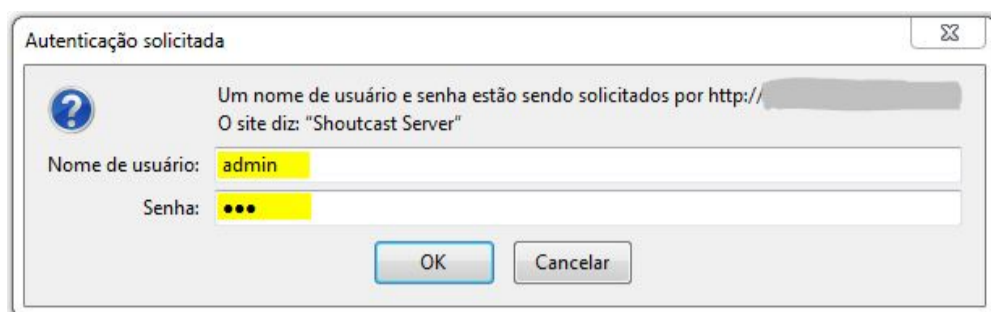 Autenticação solicitada
Um nome de usuário e senha estão sendo solicitados por http://
O site diz: “Shoutcast Server”
Nome de usuário: admin
Senha: •••
OK Cancelar